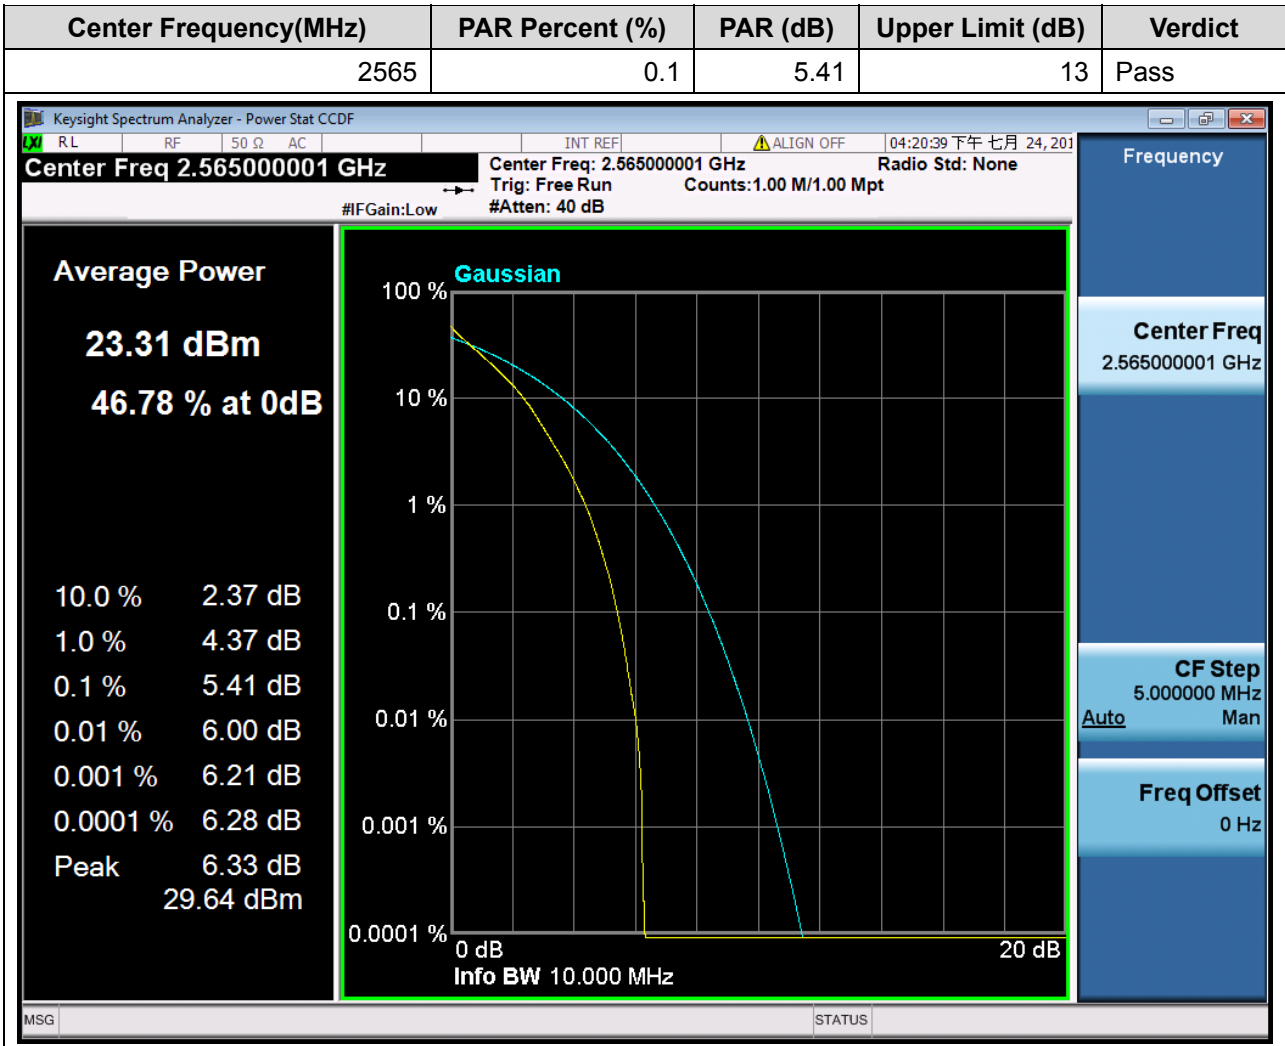 Center Frequency(MHz) PAR Percent (%) PAR (dB) Upper Limit (dB) Verdict
2565 0.1 5.41 13 Pass
Keysight Spectrum Analyzer - Power Stat CCDF
LXI RL RF 50 Ω AC INT REF ALIGN OFF 04:20:39 下午 七月 24, 201
Center Freq 2.565000001 GHz
Center Freq: 2.565000001 GHz Radio Std: None
Trig: Free Run Counts:1.00 M/1.00 Mpt
#IFGain:Low #Atten: 40 dB
Average Power
23.31 dBm
46.78 % at 0dB
10.0 % 2.37 dB
1.0 % 4.37 dB
0.1 % 5.41 dB
0.01 % 6.00 dB
0.001 % 6.21 dB
0.0001 % 6.28 dB
Peak 6.33 dB
29.64 dBm
Gaussian
100 %
10 %
1 %
0.1 %
0.01 %
0.001 %
0.0001 %
0 dB 20 dB
Info BW 10.000 MHz
Frequency
Center Freq
2.565000001 GHz
CF Step
5.000000 MHz
Auto Man
Freq Offset
0 Hz
MSG STATUS